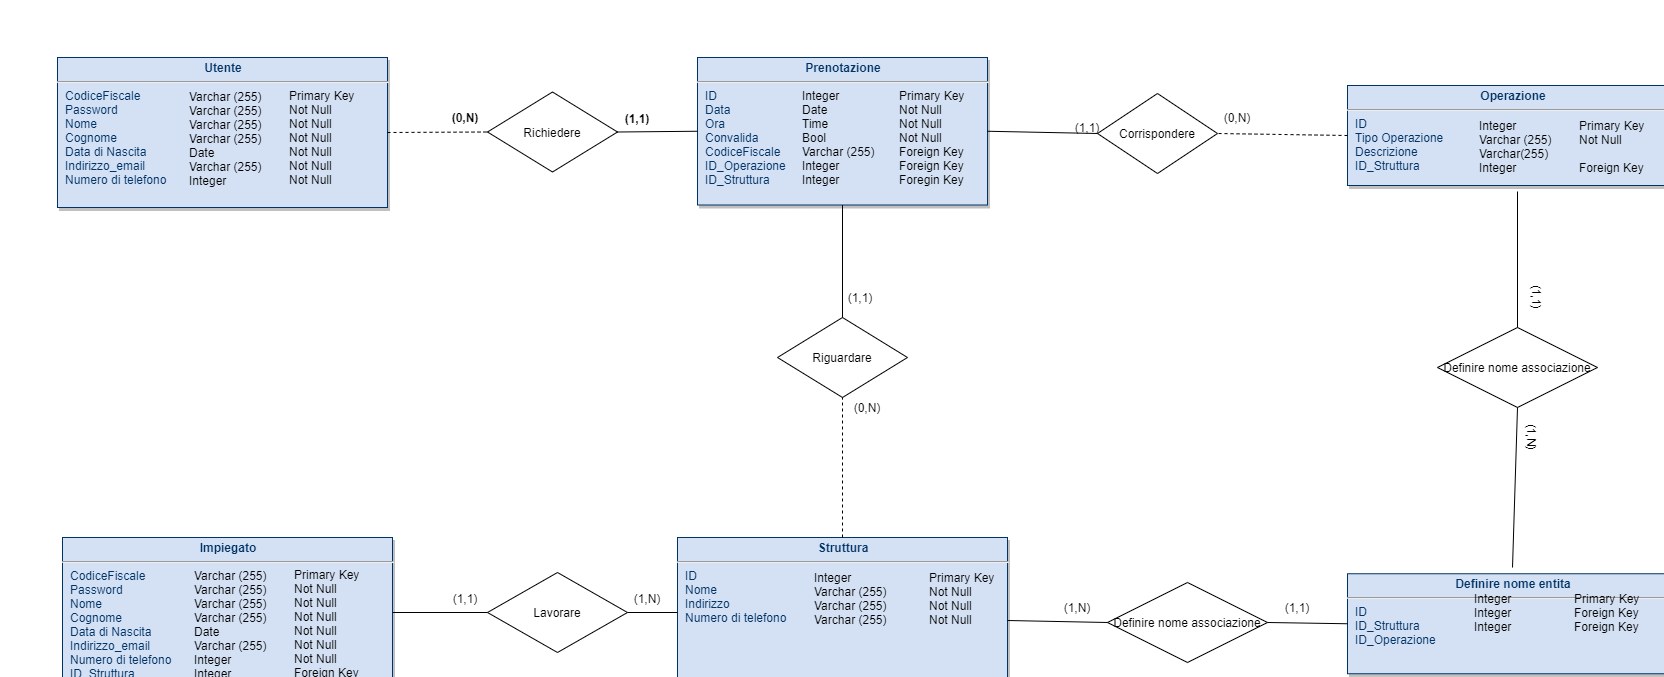 Utente
CodiceFiscale Varchar (255) Primary Key
Password Varchar (255) Not Null
Nome Varchar (255) Not Null
Cognome Varchar (255) Not Null
Data di Nascita Date Not Null
Indirizzo_email Varchar (255) Not Null
Numero di telefono Integer Not Null
(0,N)
Richiedere
(1,1)
Prenotazione
ID Integer Primary Key
Data Date Not Null
Ora Time Not Null
Convalida Bool Not Null
CodiceFiscale Varchar (255) Foreign Key
ID_Operazione Integer Foreign Key
ID_Struttura Integer Foregin Key
(1,1)
Corrispondere
(0,N)
Operazione
ID Integer Primary Key
Tipo Operazione Varchar (255) Not Null
Descrizione Varchar(255)
ID_Struttura Integer Foreign Key
(1,1)
Riguardare
(0,N)
(1,1)
Definire nome associazione
(1,N)
Impiegato
CodiceFiscale Varchar (255) Primary Key
Password Varchar (255) Not Null
Nome Varchar (255) Not Null
Cognome Varchar (255) Not Null
Data di Nascita Date Not Null
Indirizzo_email Varchar (255) Not Null
Numero di telefono Integer Not Null
ID_Struttura Integer Foreign Key
(1,1)
Lavorare
(1,N)
Struttura
ID Integer Primary Key
Nome Varchar (255) Not Null
Indirizzo Varchar (255) Not Null
Numero di telefono Varchar (255) Not Null
(1,N)
Definire nome associazione
(1,1)
Definire nome entita
Integer Primary Key
ID Integer Foreign Key
ID_Struttura Integer Foreign Key
ID_Operazione